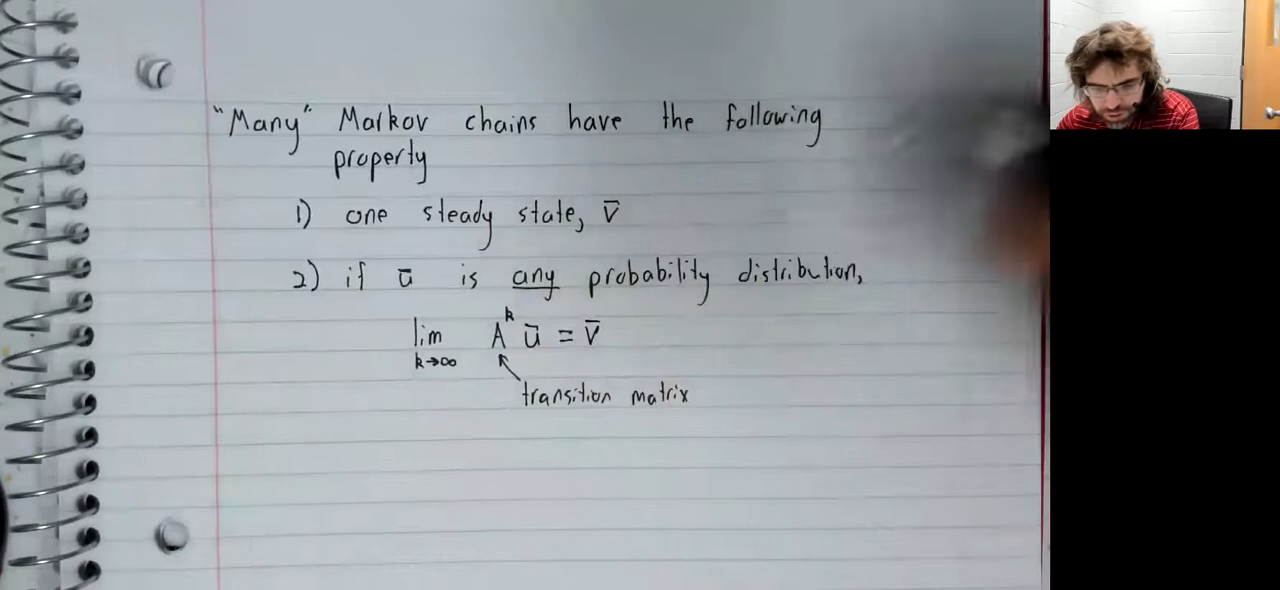 "Many" Markov chains have the following
property
1) one steady state, v̄
2) if ū is any probability distribution,
lim k→∞ A^k ū = v̄
transition matrix